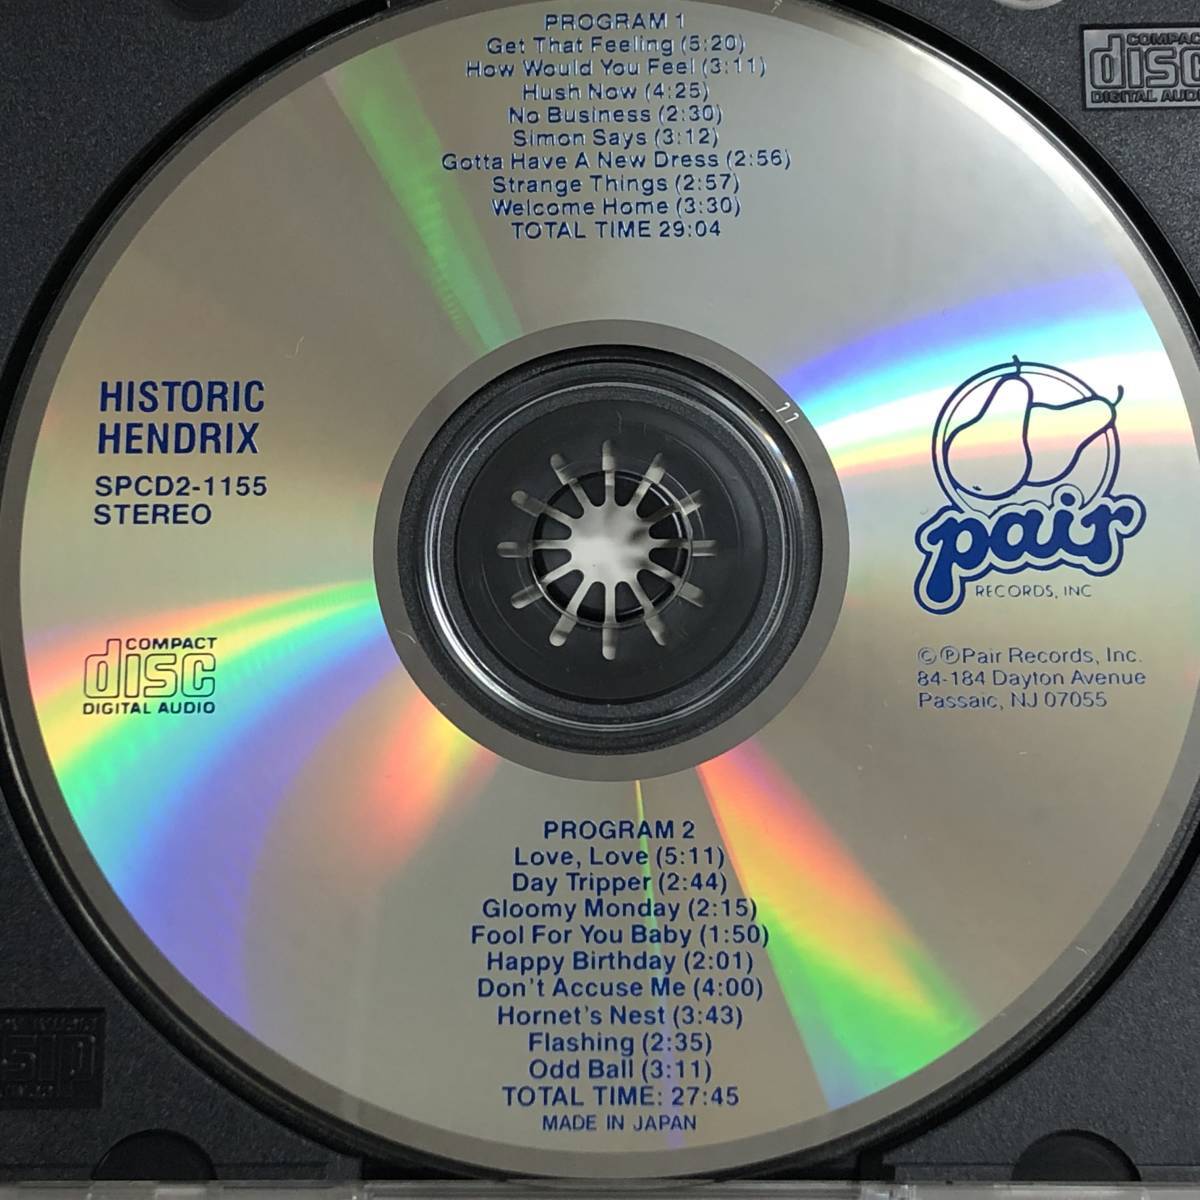 PROGRAM 1
Get That Feeling (5:20)
How Would You Feel (3:11)
Hush Now (4:25)
No Business (2:30)
Simon Says (3:12)
Gotta Have A New Dress (2:56)
Strange Things (2:57)
Welcome Home (3:30)
TOTAL TIME 29:04
COMPACT
disc
DIGITAL AUDIO
HISTORIC
HENDRIX
SPCD2-1155
STEREO
pair
RECORDS, INC
COMPACT
disc
DIGITAL AUDIO
©℗Pair Records, Inc.
84-184 Dayton Avenue
Passaic, NJ 07055
PROGRAM 2
Love, Love (5:11)
Day Tripper (2:44)
Gloomy Monday (2:15)
Fool For You Baby (1:50)
Happy Birthday (2:01)
Don't Accuse Me (4:00)
Hornet's Nest (3:43)
Flashing (2:35)
Odd Ball (3:11)
TOTAL TIME: 27:45
MADE IN JAPAN